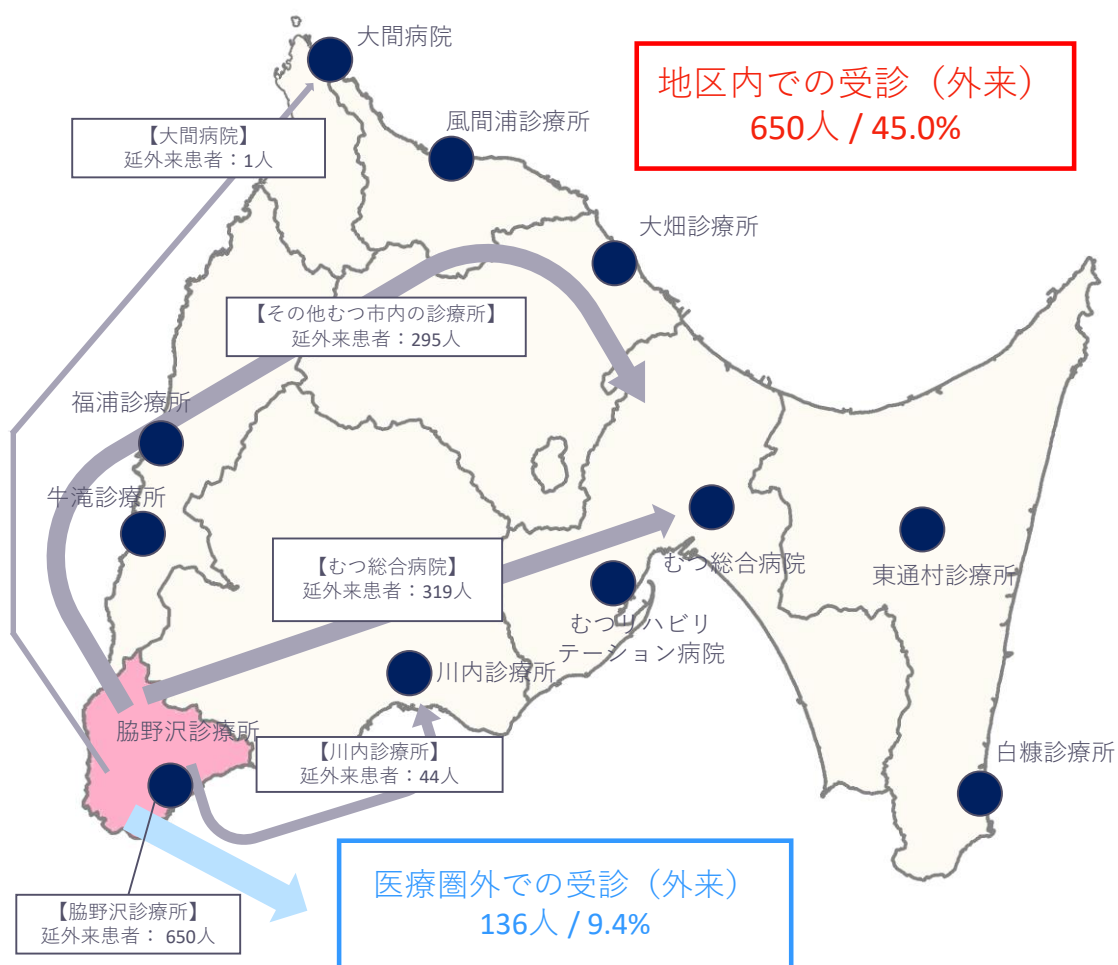 大間病院
地区内での受診（外来）
650人 / 45.0%
【大間病院】
延外来患者：1人
風間浦診療所
大畑診療所
【その他むつ市内の診療所】
延外来患者：295人
福浦診療所
牛滝診療所
【むつ総合病院】
延外来患者：319人
むつ総合病院
東通村診療所
むつリハビリ
テーション病院
川内診療所
脇野沢診療所
【川内診療所】
延外来患者：44人
白糠診療所
医療圏外での受診（外来）
136人 / 9.4%
【脇野沢診療所】
延外来患者： 650人